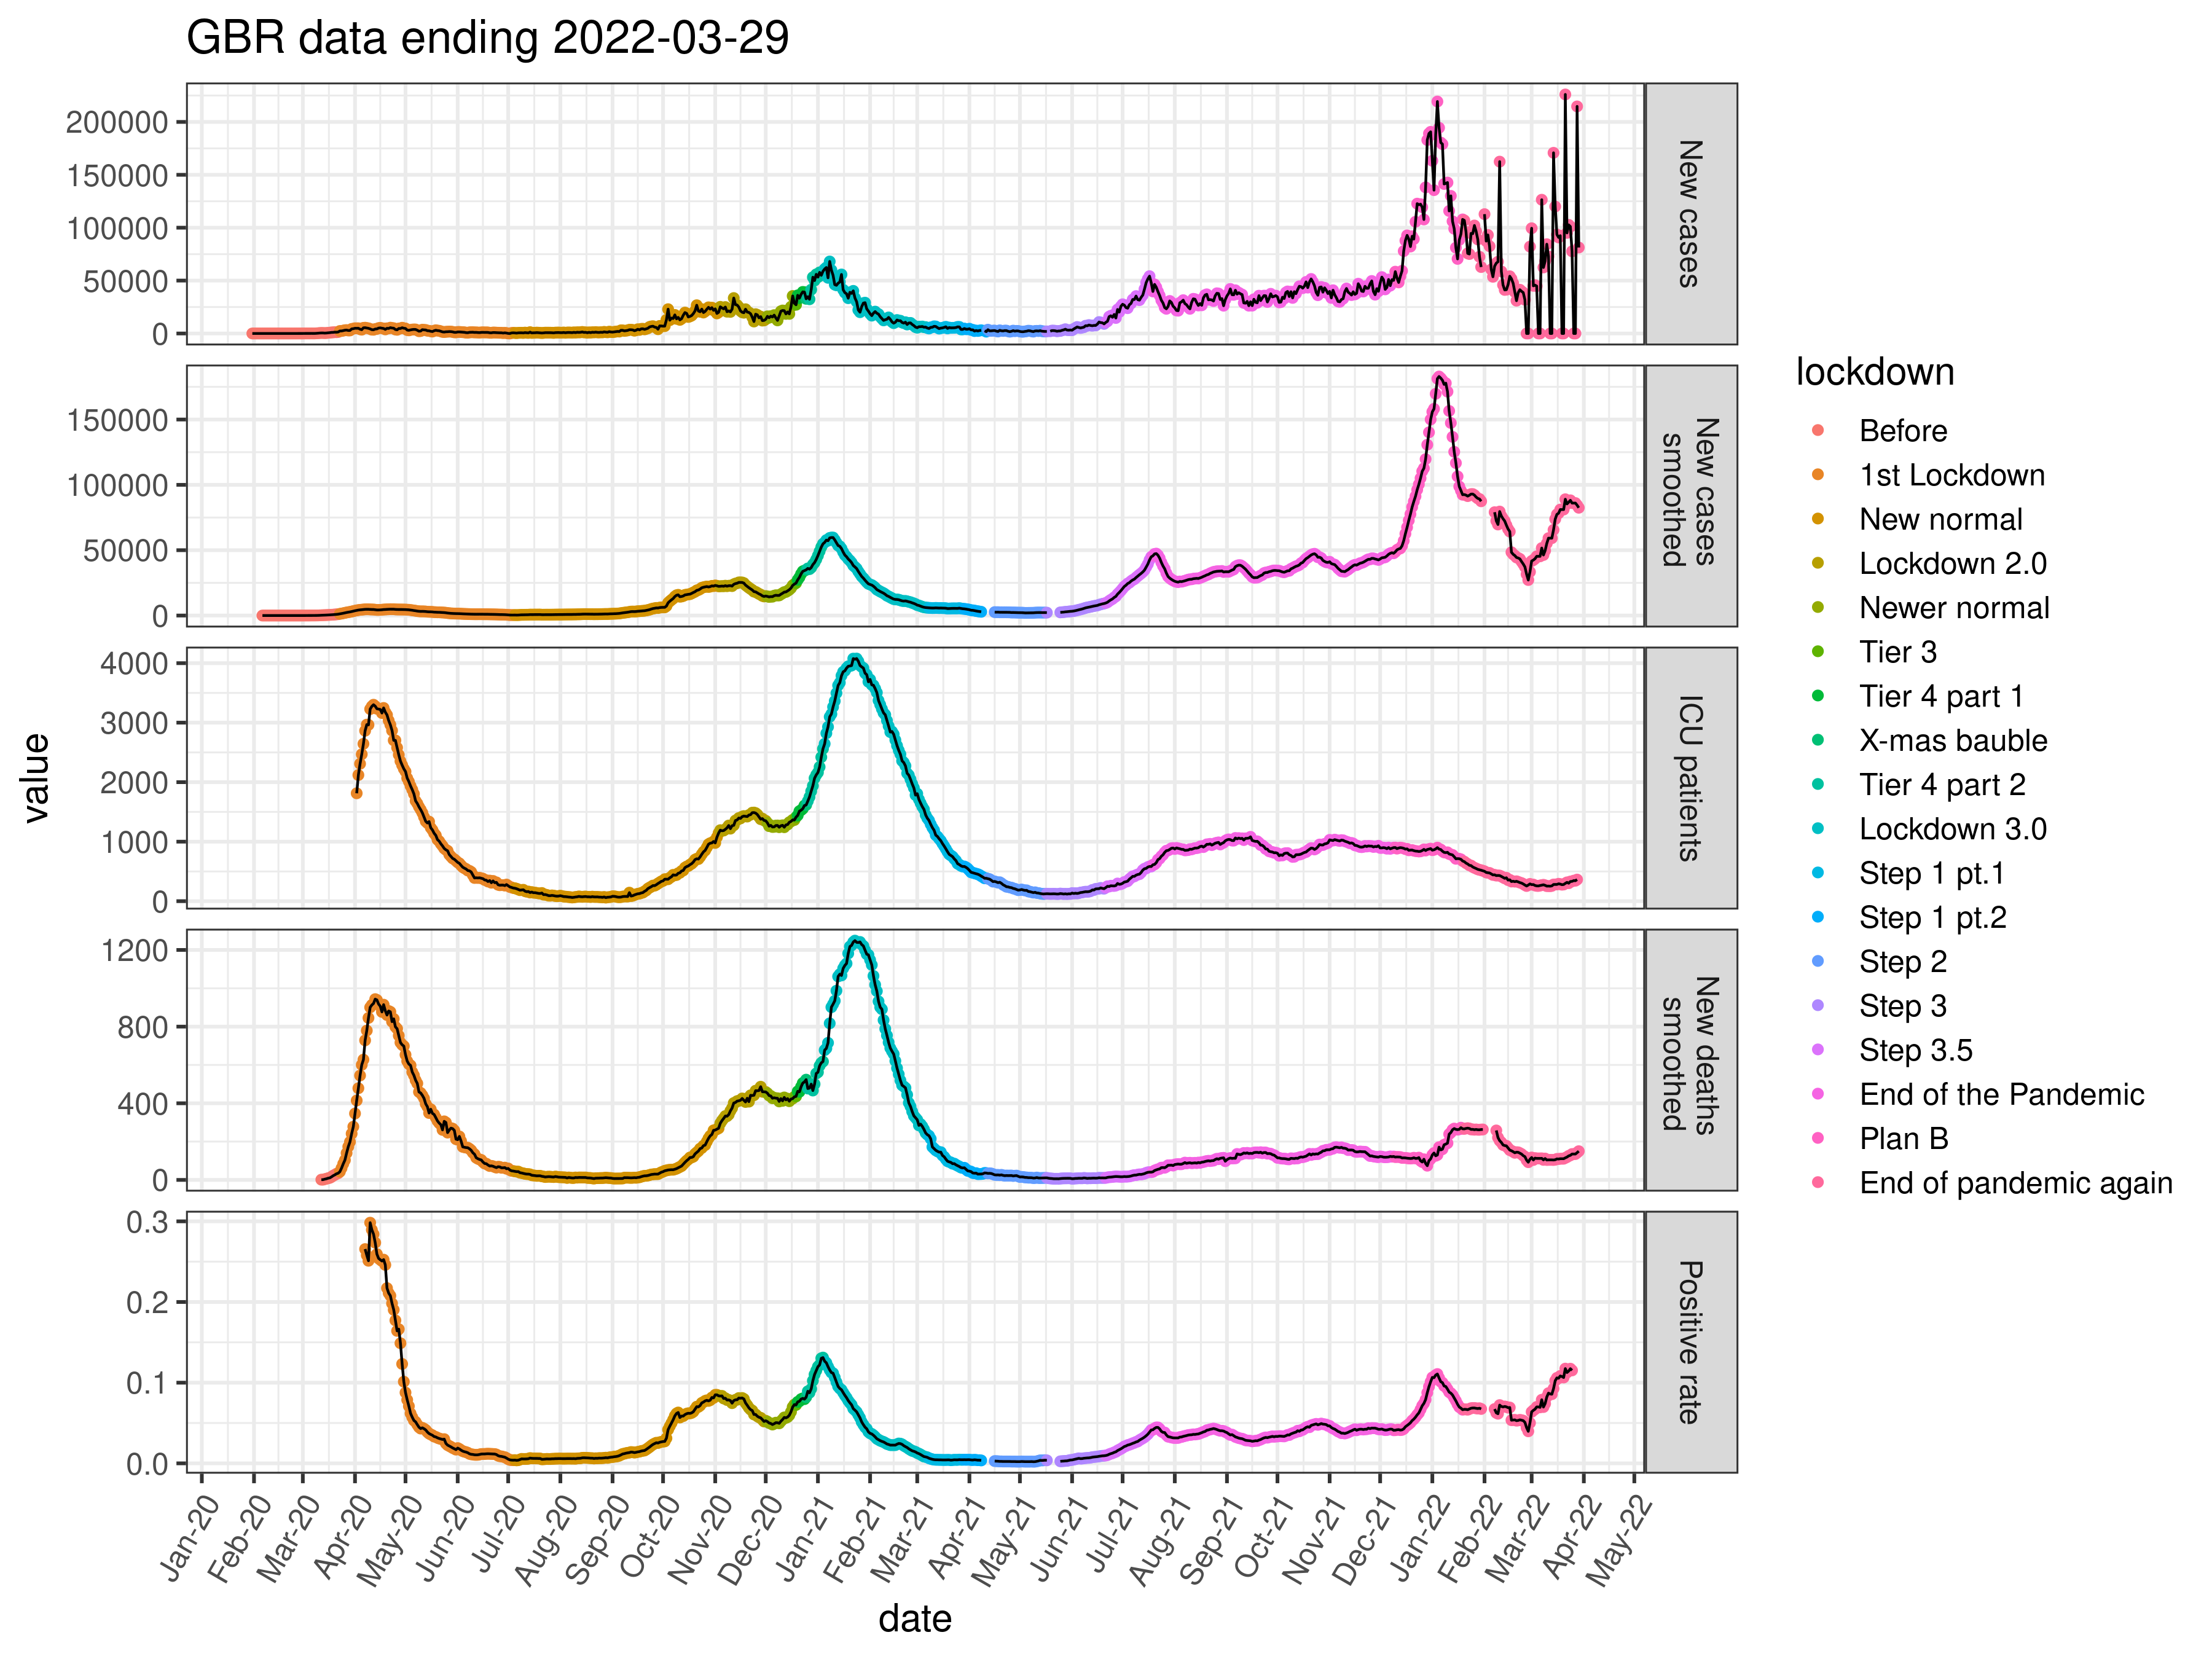 GBR data ending 2022-03-29
value
200000
150000
100000
50000
0
New cases
150000
100000
50000
0
New cases
smoothed
4000
3000
2000
1000
0
ICU patients
1200
800
400
0
New deaths
smoothed
0.3
0.2
0.1
0.0
Positive rate
Jan-20
Feb-20
Mar-20
Apr-20
May-20
Jun-20
Jul-20
Aug-20
Sep-20
Oct-20
Nov-20
Dec-20
Jan-21
Feb-21
Mar-21
Apr-21
May-21
Jun-21
Jul-21
Aug-21
Sep-21
Oct-21
Nov-21
Dec-21
Jan-22
Feb-22
Mar-22
Apr-22
May-22
date
lockdown
Before
1st Lockdown
New normal
Lockdown 2.0
Newer normal
Tier 3
Tier 4 part 1
X-mas bauble
Tier 4 part 2
Lockdown 3.0
Step 1 pt.1
Step 1 pt.2
Step 2
Step 3
Step 3.5
End of the Pandemic
Plan B
End of pandemic again